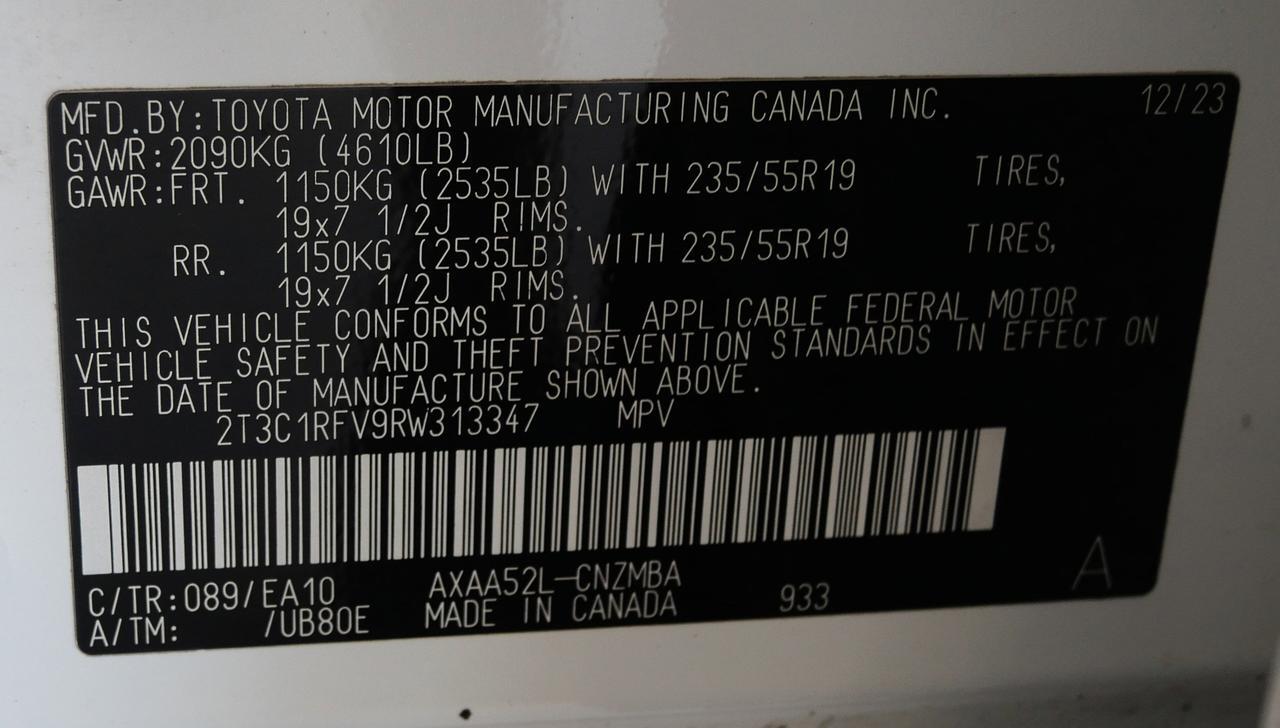 MFD.BY:TOYOTA MOTOR MANUFACTURING CANADA INC. 12/23
GVWR:2090KG (4610LB)
GAWR:FRT. 1150KG (2535LB) WITH 235/55R19 TIRES,
19x7 1/2J RIMS.
RR. 1150KG (2535LB) WITH 235/55R19 TIRES,
19x7 1/2J RIMS.
THIS VEHICLE CONFORMS TO ALL APPLICABLE FEDERAL MOTOR
VEHICLE SAFETY AND THEFT PREVENTION STANDARDS IN EFFECT ON
THE DATE OF MANUFACTURE SHOWN ABOVE.
2T3C1RFV9RW313347 MPV
C/TR:089/EA10 AXAA52L-CNZMBA
A/TM: /UB80E MADE IN CANADA 933 A